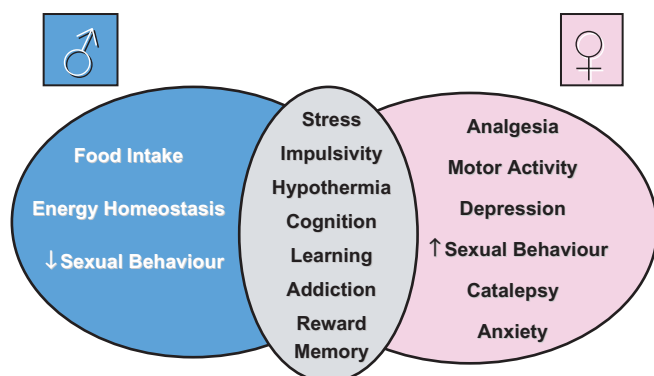 ♂
♀
Food Intake
Energy Homeostasis
↓Sexual Behaviour
Stress
Impulsivity
Hypothermia
Cognition
Learning
Addiction
Reward
Memory
Analgesia
Motor Activity
Depression
↑Sexual Behaviour
Catalepsy
Anxiety